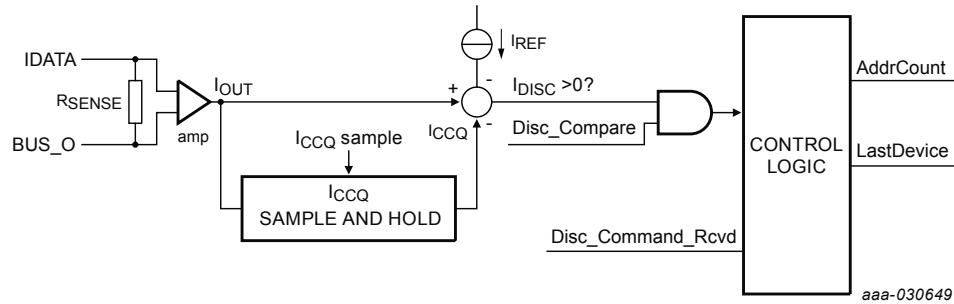 IREF
IDATA
RSENSE
BUS_O
amp
IOUT
+
-
-
ICCQ
IDISC >0?
Disc_Compare
ICCQ sample
ICCQ
SAMPLE AND HOLD
CONTROL
LOGIC
AddrCount
LastDevice
Disc_Command_Rcvd
aaa-030649